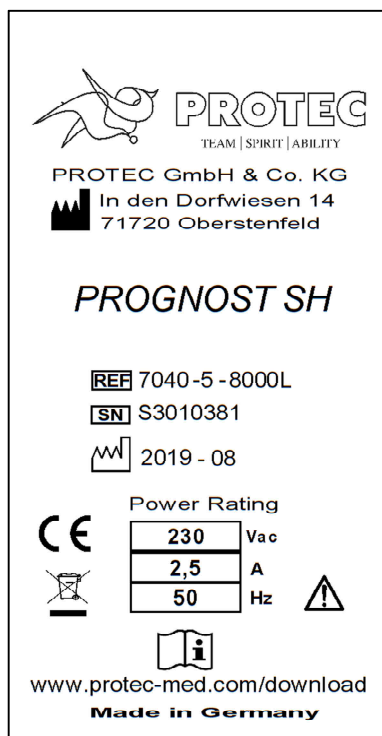 PROTEC
TEAM | SPIRIT | ABILITY
PROTEC GmbH & Co. KG
In den Dorfwiesen 14
71720 Oberstenfeld
PROGNOST SH
REF 7040-5-8000L
SN S3010381
2019-08
Power Rating
CE
230 Vac
2,5 A
50 Hz
i
www.protec-med.com/download
Made in Germany